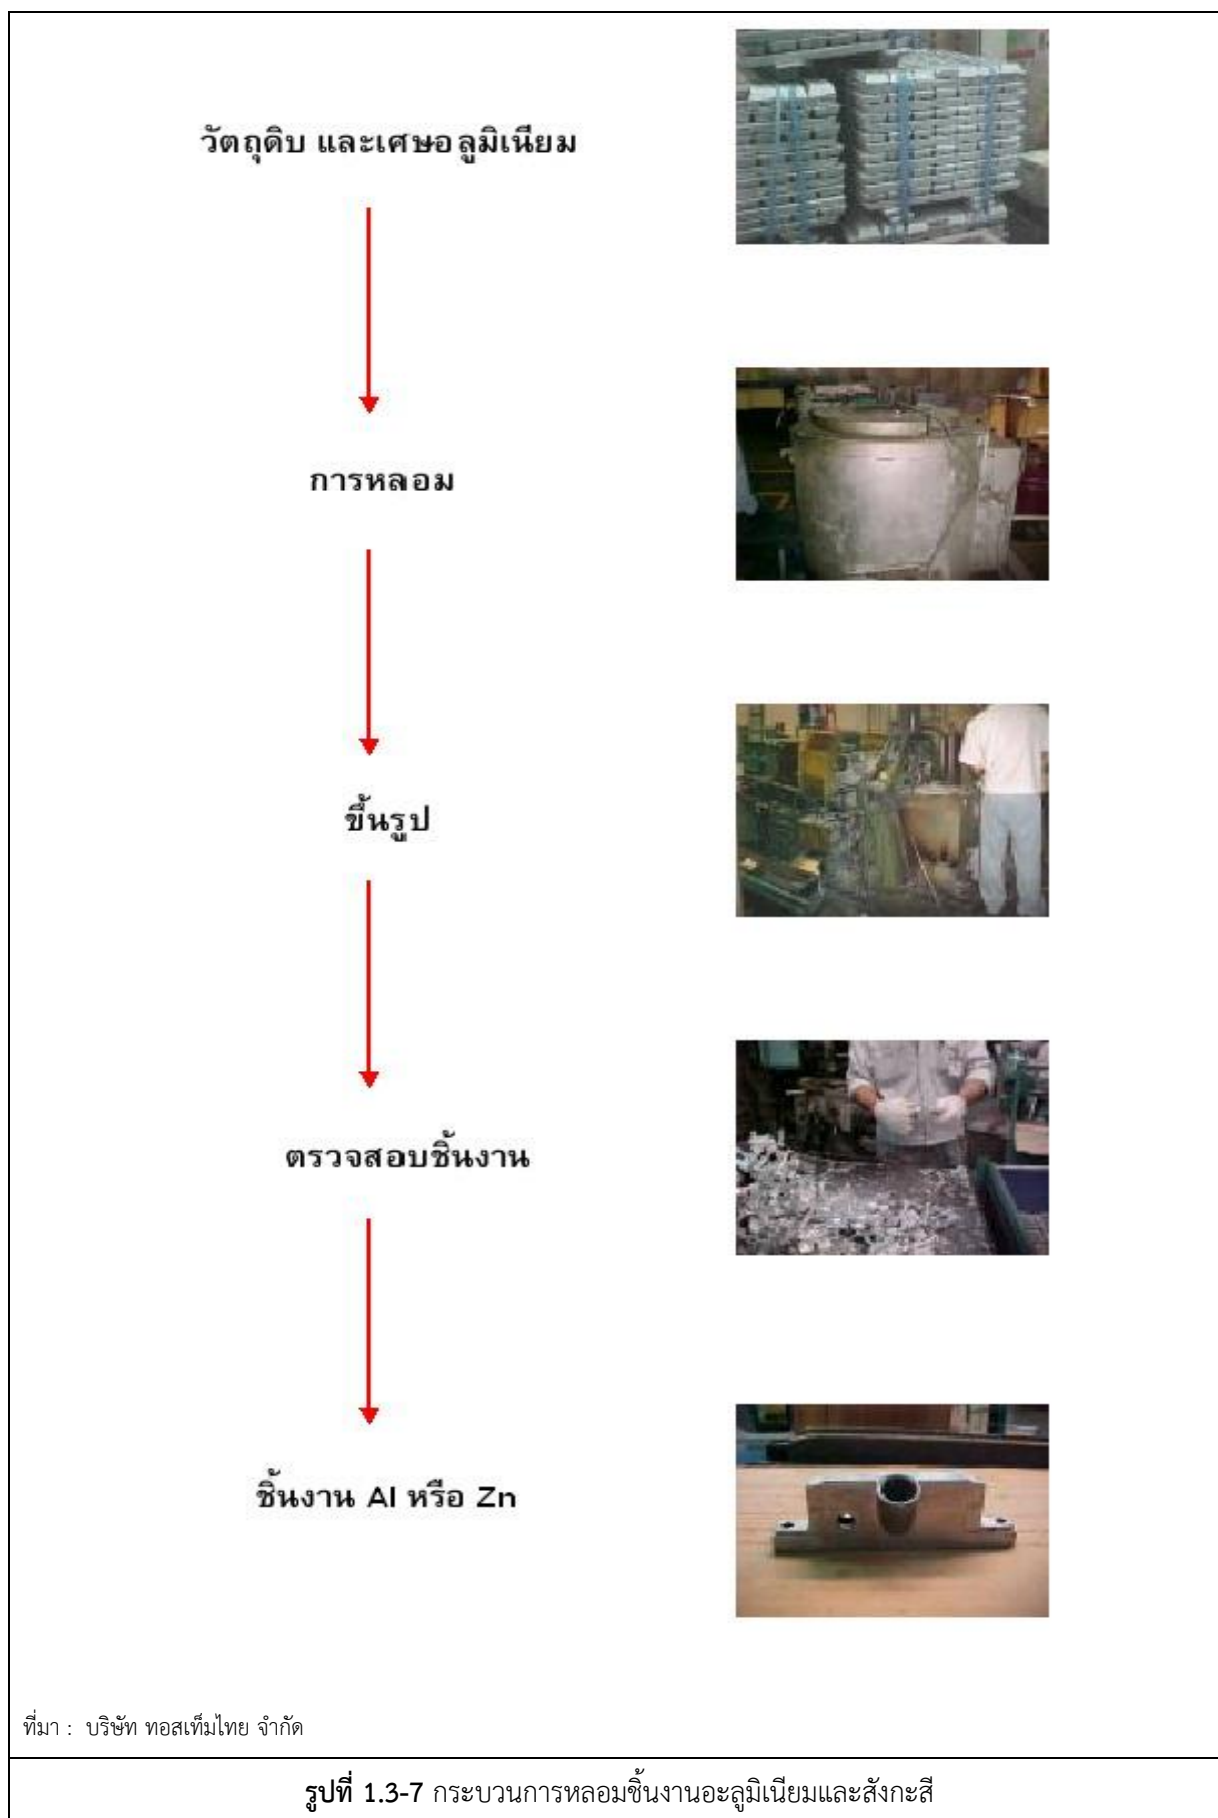 วัตถุดิบ และเศษอลูมิเนียม
การหลอม
ขึ้นรูป
ตรวจสอบชิ้นงาน
ชิ้นงาน Al หรือ Zn
ที่มา : บริษัท ทอสเท็มไทย จำกัด
รูปที่ 1.3-7 กระบวนการหลอมชิ้นงานอะลูมิเนียมและสังกะสี